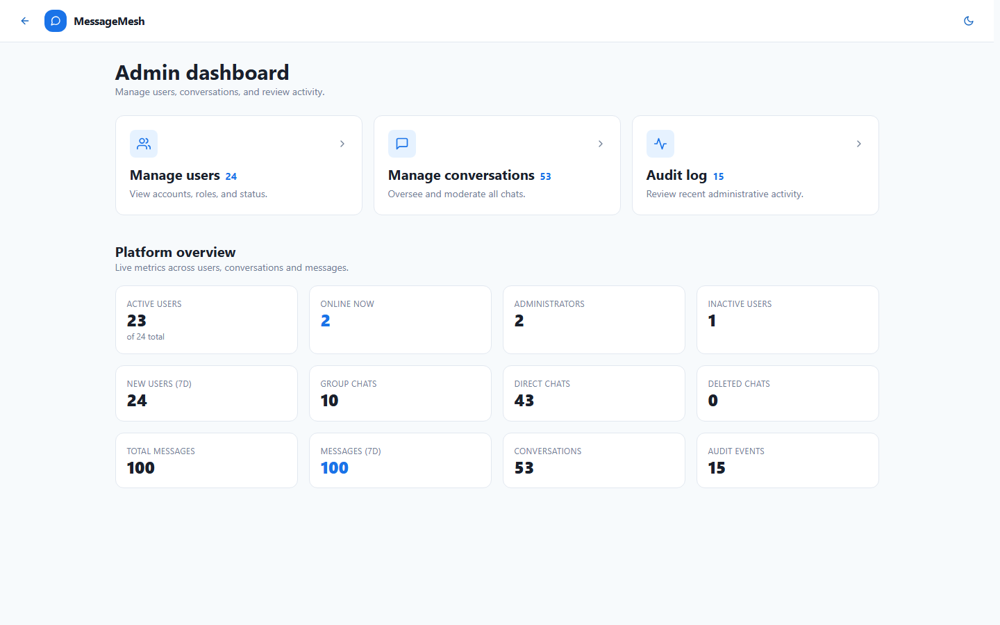 MessageMesh
Admin dashboard
Manage users, conversations, and review activity.
Manage users 24
View accounts, roles, and status.
Manage conversations 53
Oversee and moderate all chats.
Audit log 15
Review recent administrative activity.
Platform overview
Live metrics across users, conversations and messages.
ACTIVE USERS
23
of 24 total
ONLINE NOW
2
ADMINISTRATORS
2
INACTIVE USERS
1
NEW USERS (7D)
24
GROUP CHATS
10
DIRECT CHATS
43
DELETED CHATS
0
TOTAL MESSAGES
100
MESSAGES (7D)
100
CONVERSATIONS
53
AUDIT EVENTS
15